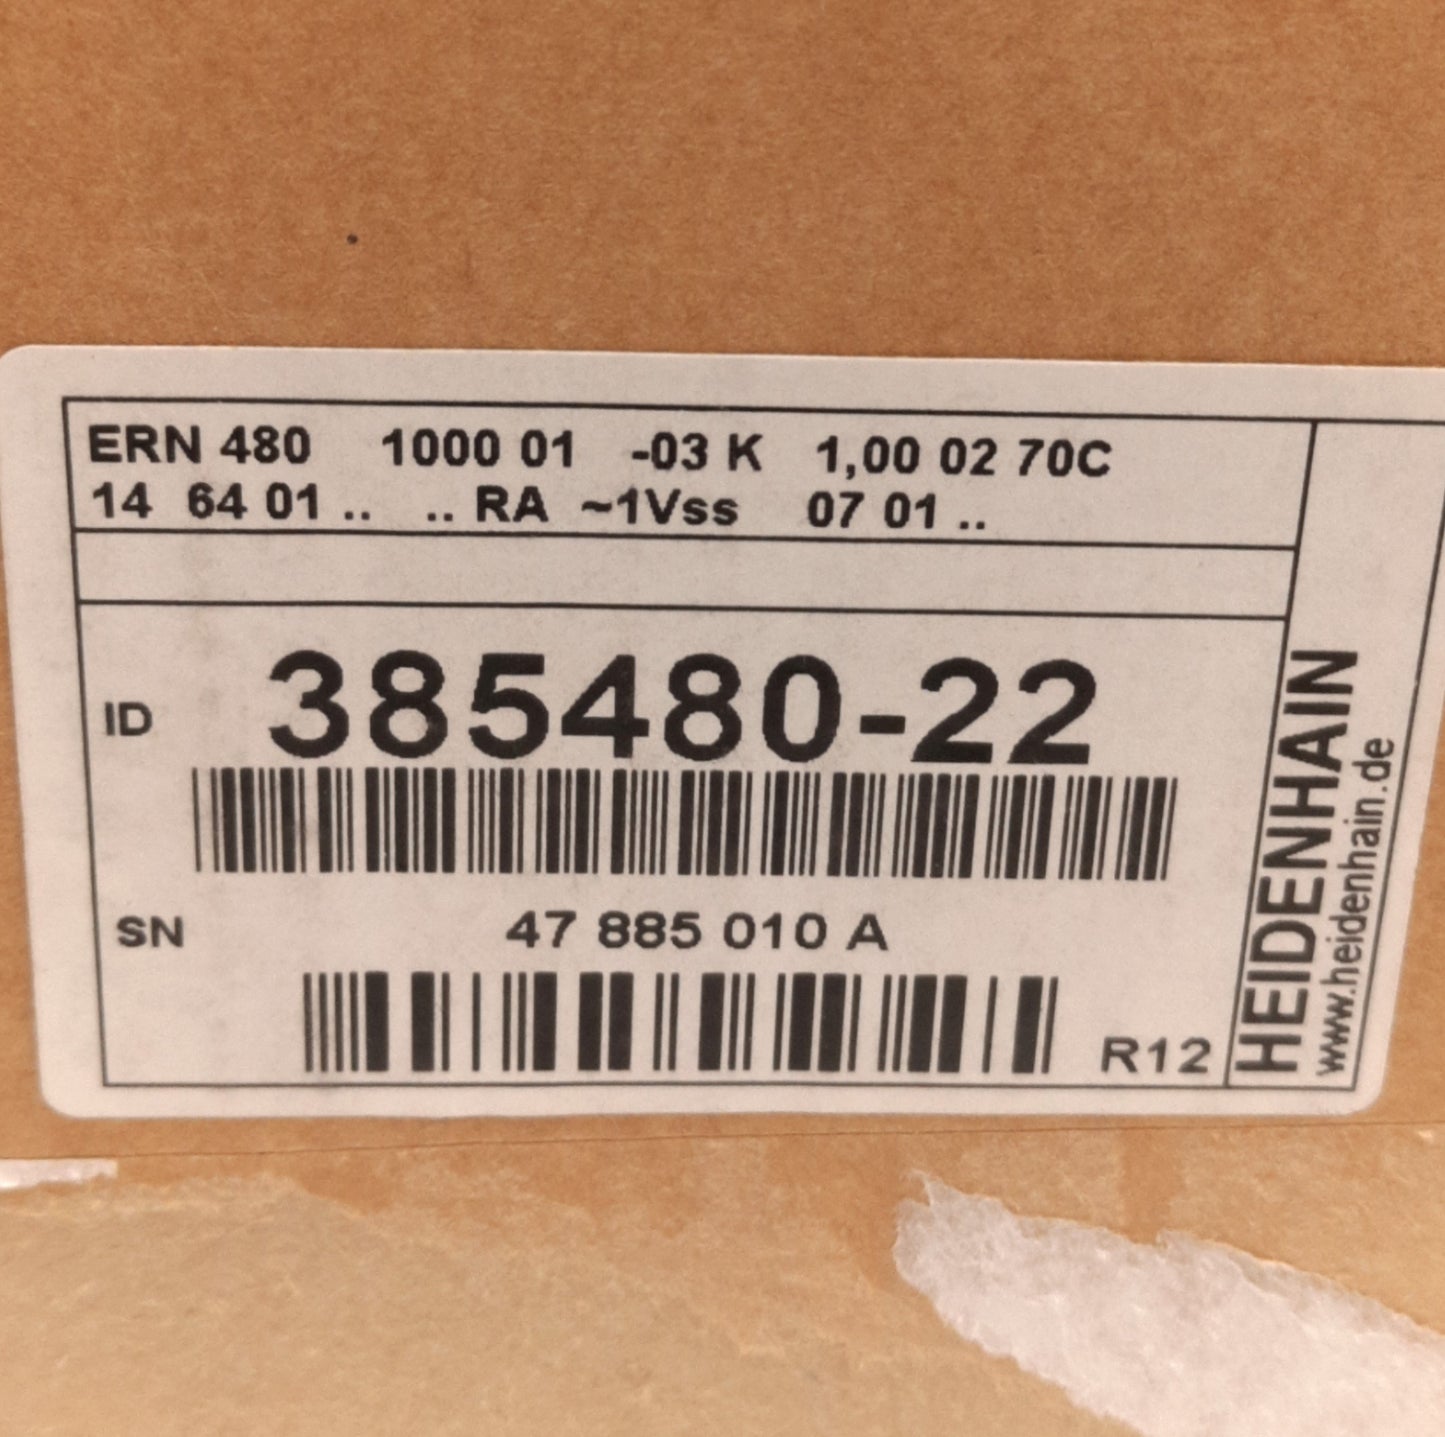 ERN 480 1000 01 -03 K 1,00 02 70C
14 64 01 .. .. RA ~1Vss 07 01 ..
ID 385480-22
SN 47 885 010 A
R12
HEIDENHAIN
www.heidenhain.de